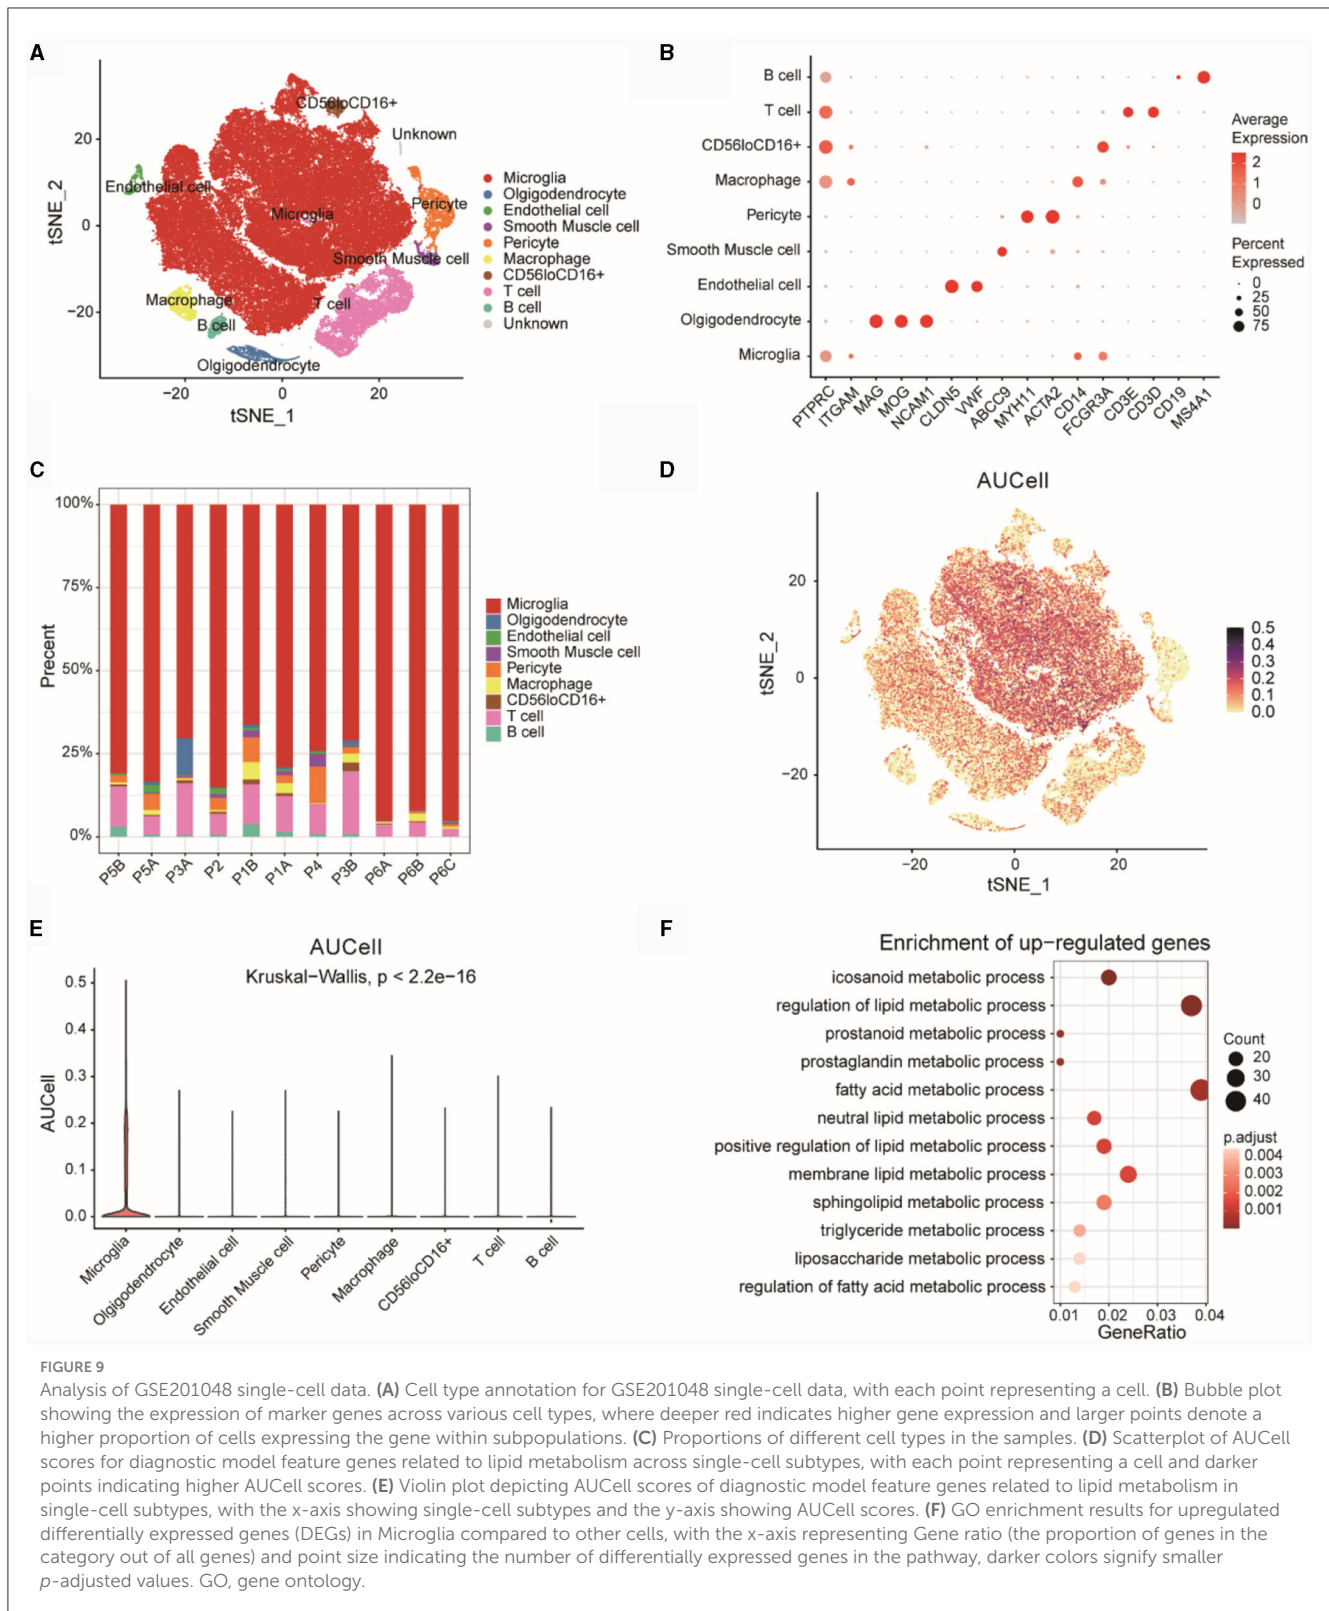 A
tSNE_2
20
0
−20
−20
0
20
tSNE_1
CD56loCD16+
Unknown
Endothelial cell
Pericyte
Microglia
Smooth Muscle cell
Macrophage
T cell
B cell
Olgigodendrocyte
Microglia
Olgigodendrocyte
Endothelial cell
Smooth Muscle cell
Pericyte
Macrophage
CD56loCD16+
T cell
B cell
Unknown
B
B cell
T cell
CD56loCD16+
Macrophage
Pericyte
Smooth Muscle cell
Endothelial cell
Olgigodendrocyte
Microglia
PTPRC
ITGAM
MAG
MOG
NCAM1
CLDN5
VWF
ABCC9
MYH11
ACTA2
CD14
FCGR3A
CD3E
CD3D
CD19
MS4A1
Average
Expression
2
1
0
Percent
Expressed
0
25
50
75
C
Precent
100%
75%
50%
25%
0%
P5B
P5A
P3A
P2
P1B
P1A
P4
P3B
P6A
P6B
P6C
Microglia
Olgigodendrocyte
Endothelial cell
Smooth Muscle cell
Pericyte
Macrophage
CD56loCD16+
T cell
B cell
D
AUCell
tSNE_2
20
0
−20
−20
0
20
tSNE_1
0.5
0.4
0.3
0.2
0.1
0.0
E
AUCell
Kruskal−Wallis, p < 2.2e−16
AUCell
0.5
0.4
0.3
0.2
0.1
0.0
Microglia
Olgigodendrocyte
Endothelial cell
Smooth Muscle cell
Pericyte
Macrophage
CD56loCD16+
T cell
B cell
F
Enrichment of up−regulated genes
icosanoid metabolic process
regulation of lipid metabolic process
prostanoid metabolic process
prostaglandin metabolic process
fatty acid metabolic process
neutral lipid metabolic process
positive regulation of lipid metabolic process
membrane lipid metabolic process
sphingolipid metabolic process
triglyceride metabolic process
liposaccharide metabolic process
regulation of fatty acid metabolic process
0.01
0.02
0.03
0.04
GeneRatio
Count
20
30
40
p.adjust
0.004
0.003
0.002
0.001
FIGURE 9
Analysis of GSE201048 single-cell data. (A) Cell type annotation for GSE201048 single-cell data, with each point representing a cell. (B) Bubble plot
showing the expression of marker genes across various cell types, where deeper red indicates higher gene expression and larger points denote a
higher proportion of cells expressing the gene within subpopulations. (C) Proportions of different cell types in the samples. (D) Scatterplot of AUCell
scores for diagnostic model feature genes related to lipid metabolism across single-cell subtypes, with each point representing a cell and darker
points indicating higher AUCell scores. (E) Violin plot depicting AUCell scores of diagnostic model feature genes related to lipid metabolism in
single-cell subtypes, with the x-axis showing single-cell subtypes and the y-axis showing AUCell scores. (F) GO enrichment results for upregulated
differentially expressed genes (DEGs) in Microglia compared to other cells, with the x-axis representing Gene ratio (the proportion of genes in the
category out of all genes) and point size indicating the number of differentially expressed genes in the pathway, darker colors signify smaller
p-adjusted values. GO, gene ontology.